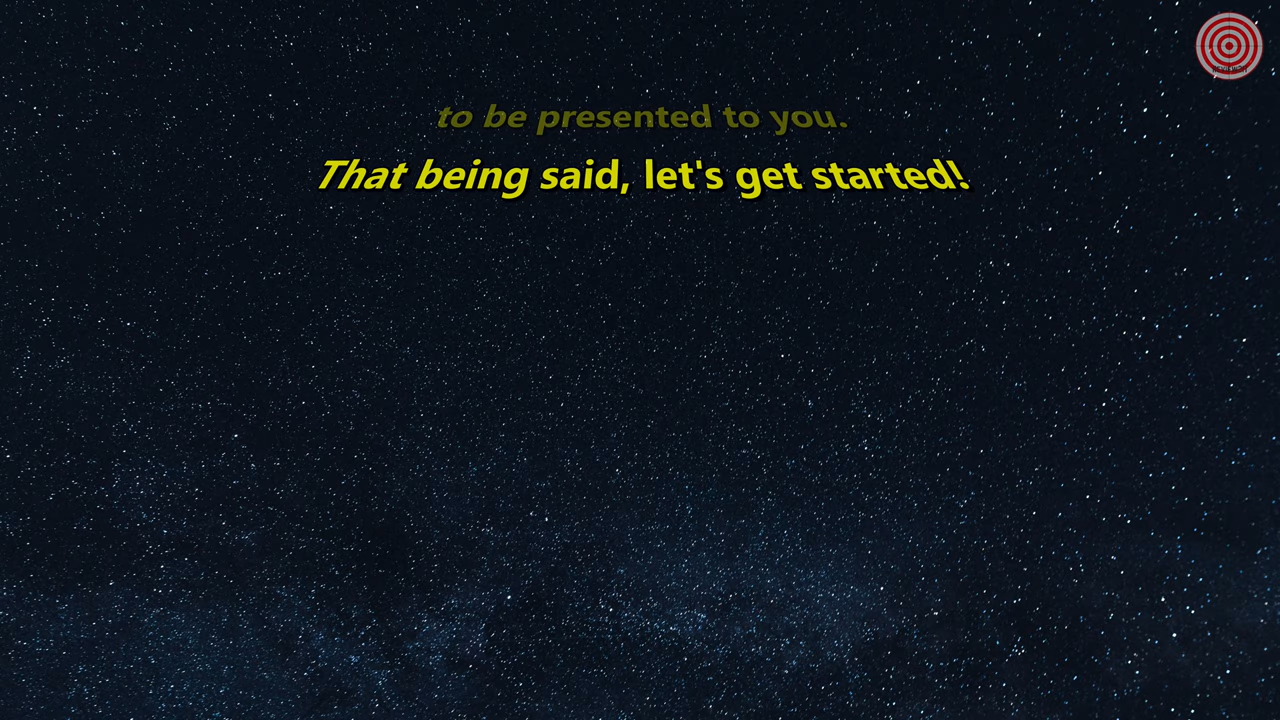 to be presented to you.
That being said, let's get started!